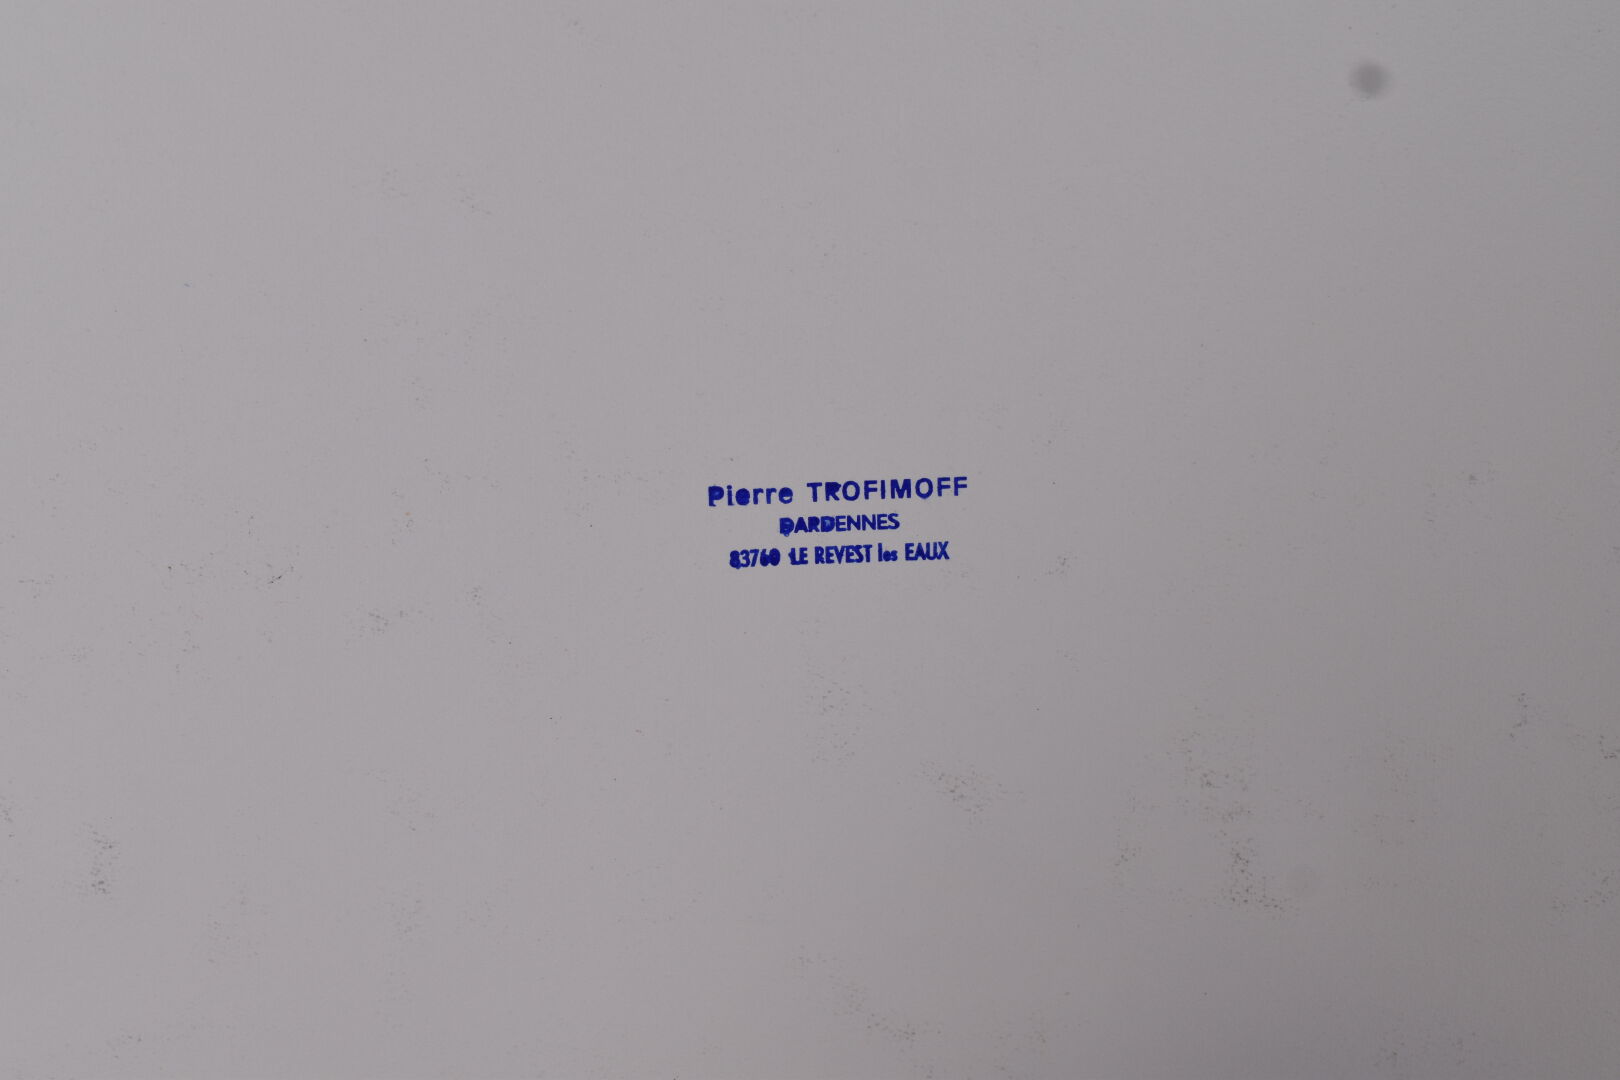 Pierre TROFIMOFF
DARDENNES
83760 LE REVEST les EAUX